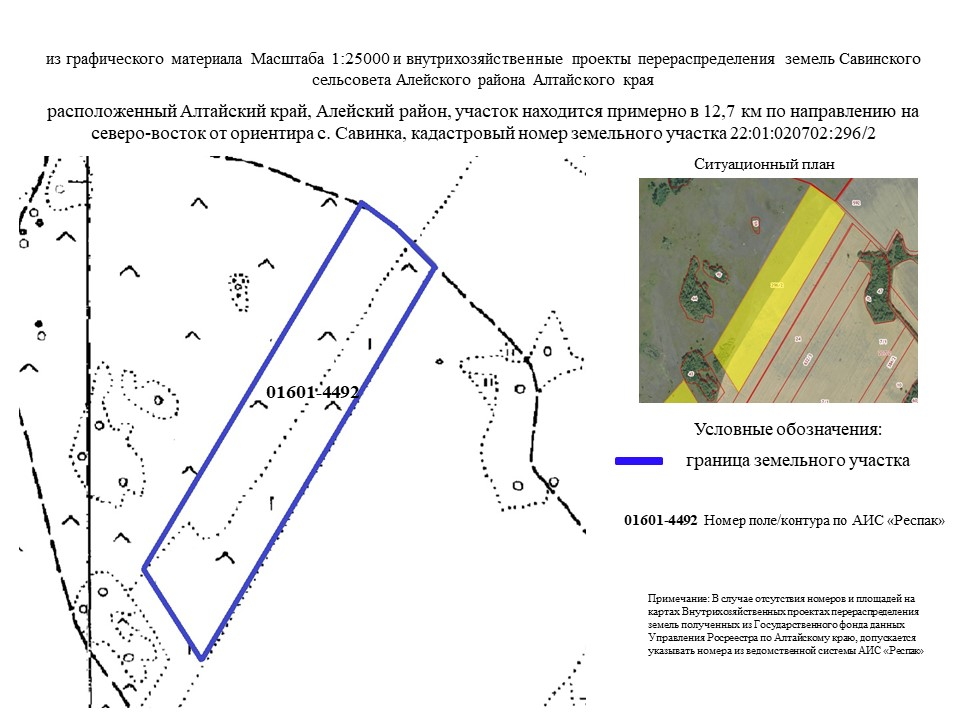 из графического материала Масштаба 1:25000 и внутрихозяйственные проекты перераспределения земель Савинского
сельсовета Алейского района Алтайского края
расположенный Алтайский край, Алейский район, участок находится примерно в 12,7 км по направлению на
северо-восток от ориентира с. Савинка, кадастровый номер земельного участка 22:01:020702:296/2
Ситуационный план
01601-4492
Условные обозначения:
граница земельного участка
01601-4492 Номер поле/контура по АИС «Респак»
Примечание: В случае отсутствия номеров и площадей на
картах Внутрихозяйственных проектах перераспределения
земель полученных из Государственного фонда данных
Управления Росреестра по Алтайскому краю, допускается
указывать номера из ведомственной системы АИС «Респак»